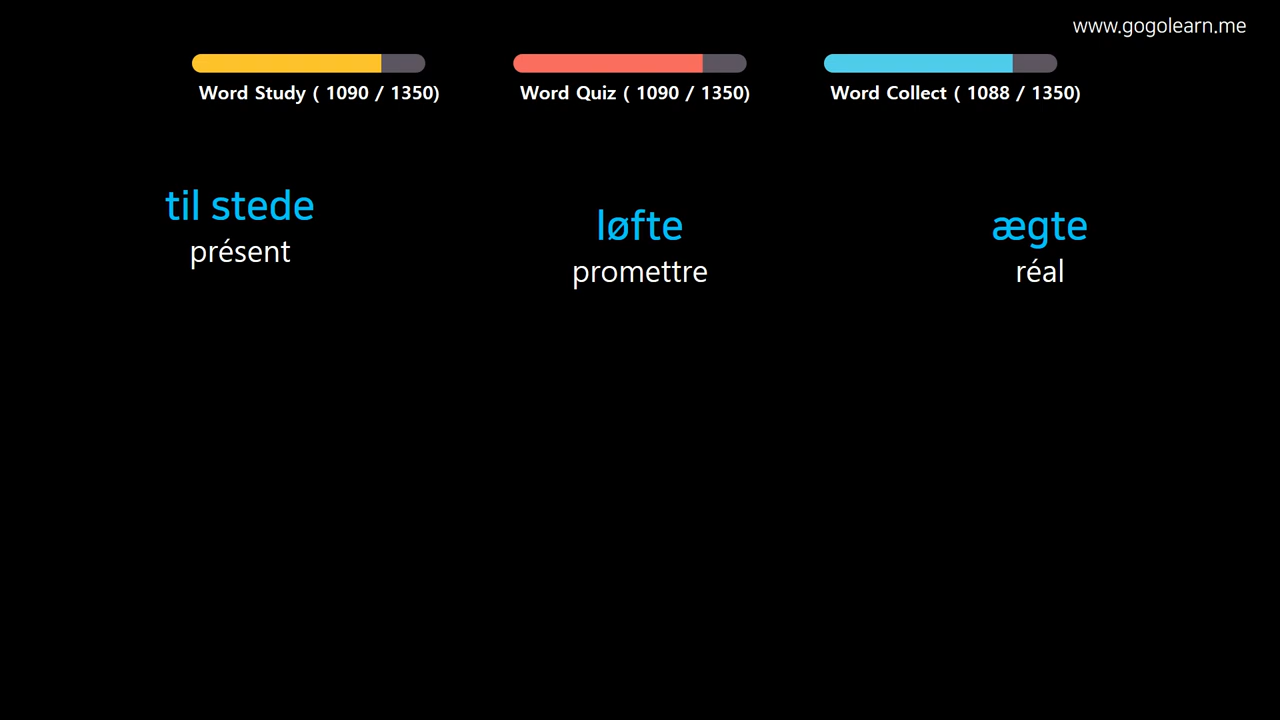 www.gogolearn.me
Word Study ( 1090 / 1350)
Word Quiz ( 1090 / 1350)
Word Collect ( 1088 / 1350)
til stede
présent
løfte
promettre
ægte
réal